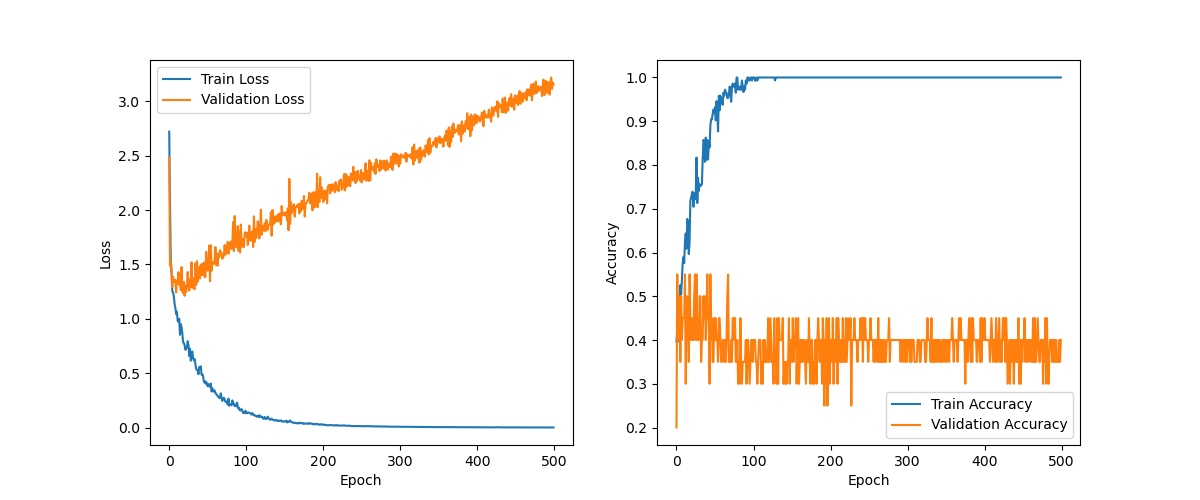 Train Loss
Validation Loss
3.0
2.5
2.0
1.5
1.0
0.5
0.0
Loss
0 100 200 300 400 500
Epoch
1.0
0.9
0.8
0.7
0.6
0.5
0.4
0.3
0.2
Accuracy
Train Accuracy
Validation Accuracy
0 100 200 300 400 500
Epoch